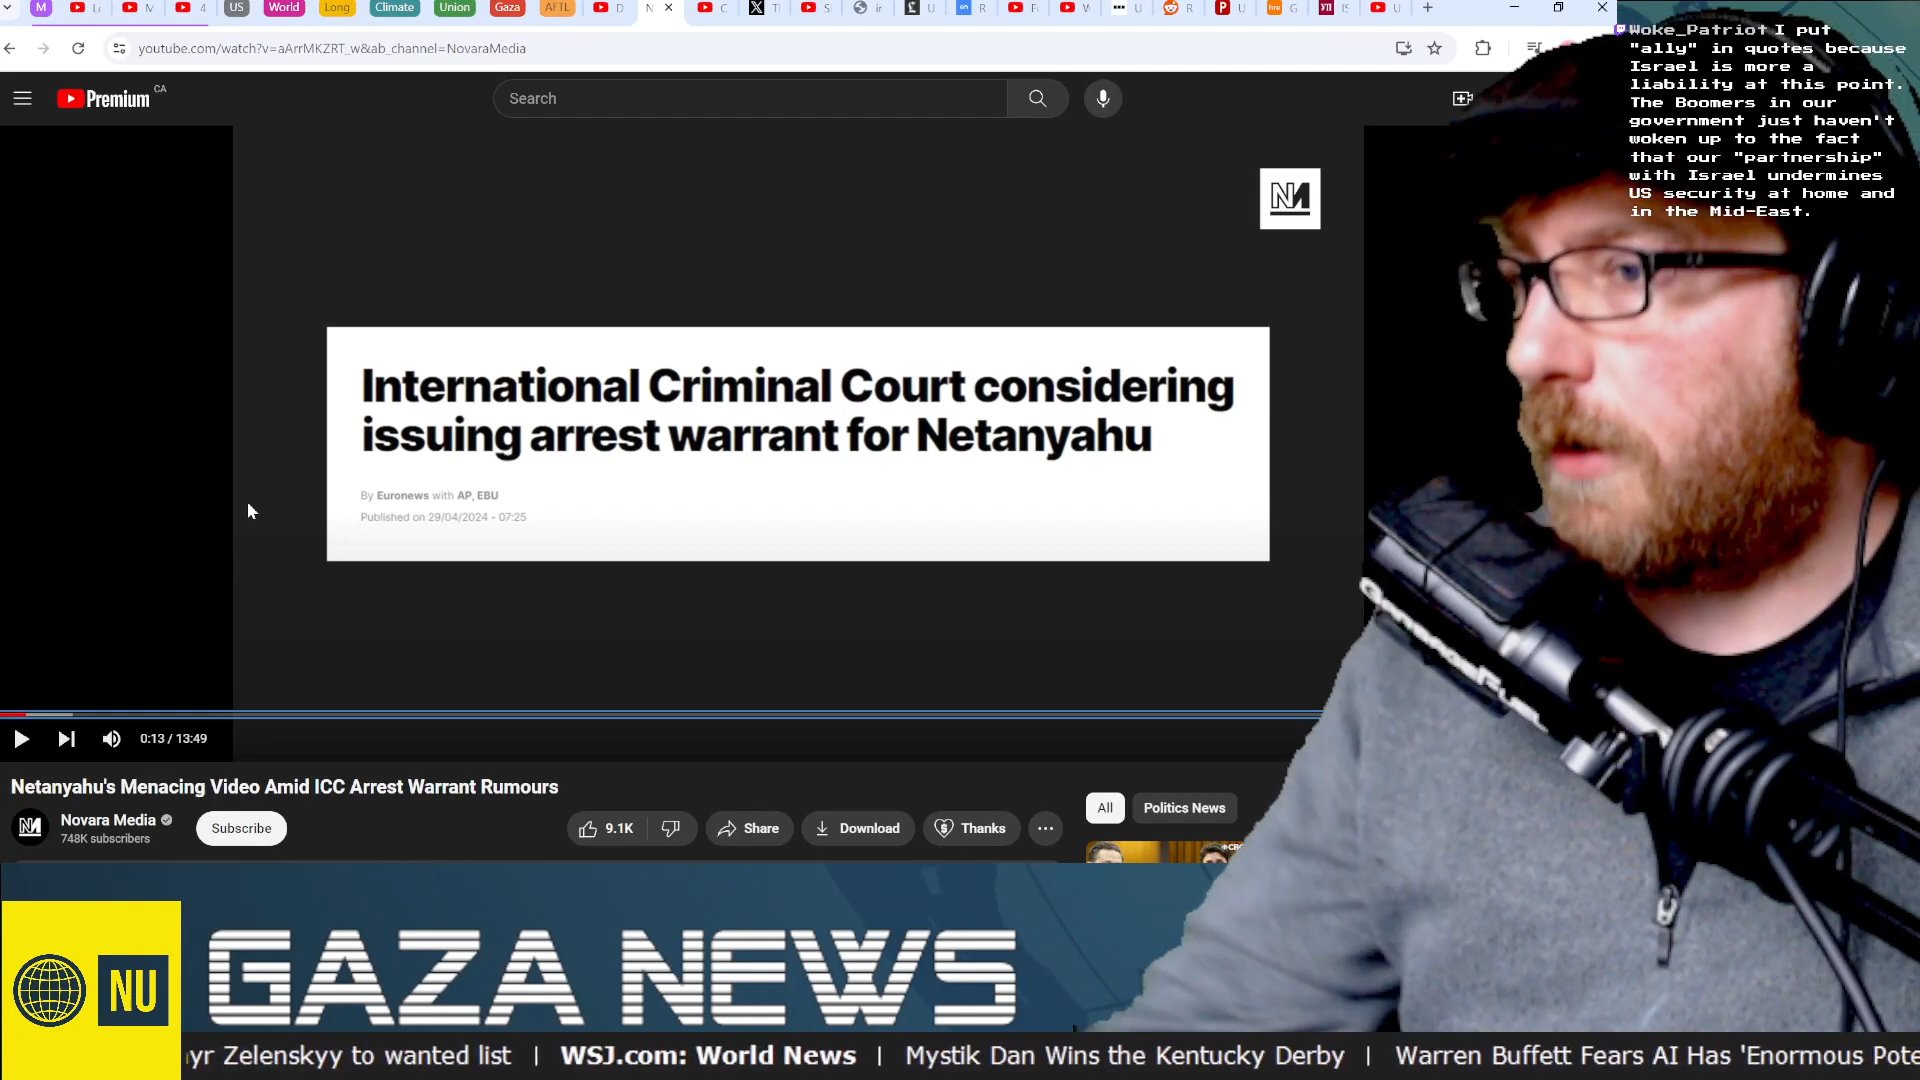 M
US
World
Long
Climate
Union
Gaza
AFTL
youtube.com/watch?v=aArrMKZRT_w&ab_channel=NovaraMedia
Premium CA
Search
Woke_Patriot I put
"ally" in quotes because
Israel is more a
liability at this point.
The Boomers in our
government just haven't
woken up to the fact
that our "partnership"
with Israel undermines
US security at home and
in the Mid-East.
NM
International Criminal Court considering
issuing arrest warrant for Netanyahu
By Euronews with AP, EBU
Published on 29/04/2024 - 07:25
0:13 / 13:49
Netanyahu's Menacing Video Amid ICC Arrest Warrant Rumours
Novara Media
748K subscribers
Subscribe
9.1K
Share
Download
Thanks
All
Politics News
NU
GAZA NEWS
yr Zelenskyy to wanted list | WSJ.com: World News | Mystik Dan Wins the Kentucky Derby | Warren Buffett Fears AI Has 'Enormous Pote